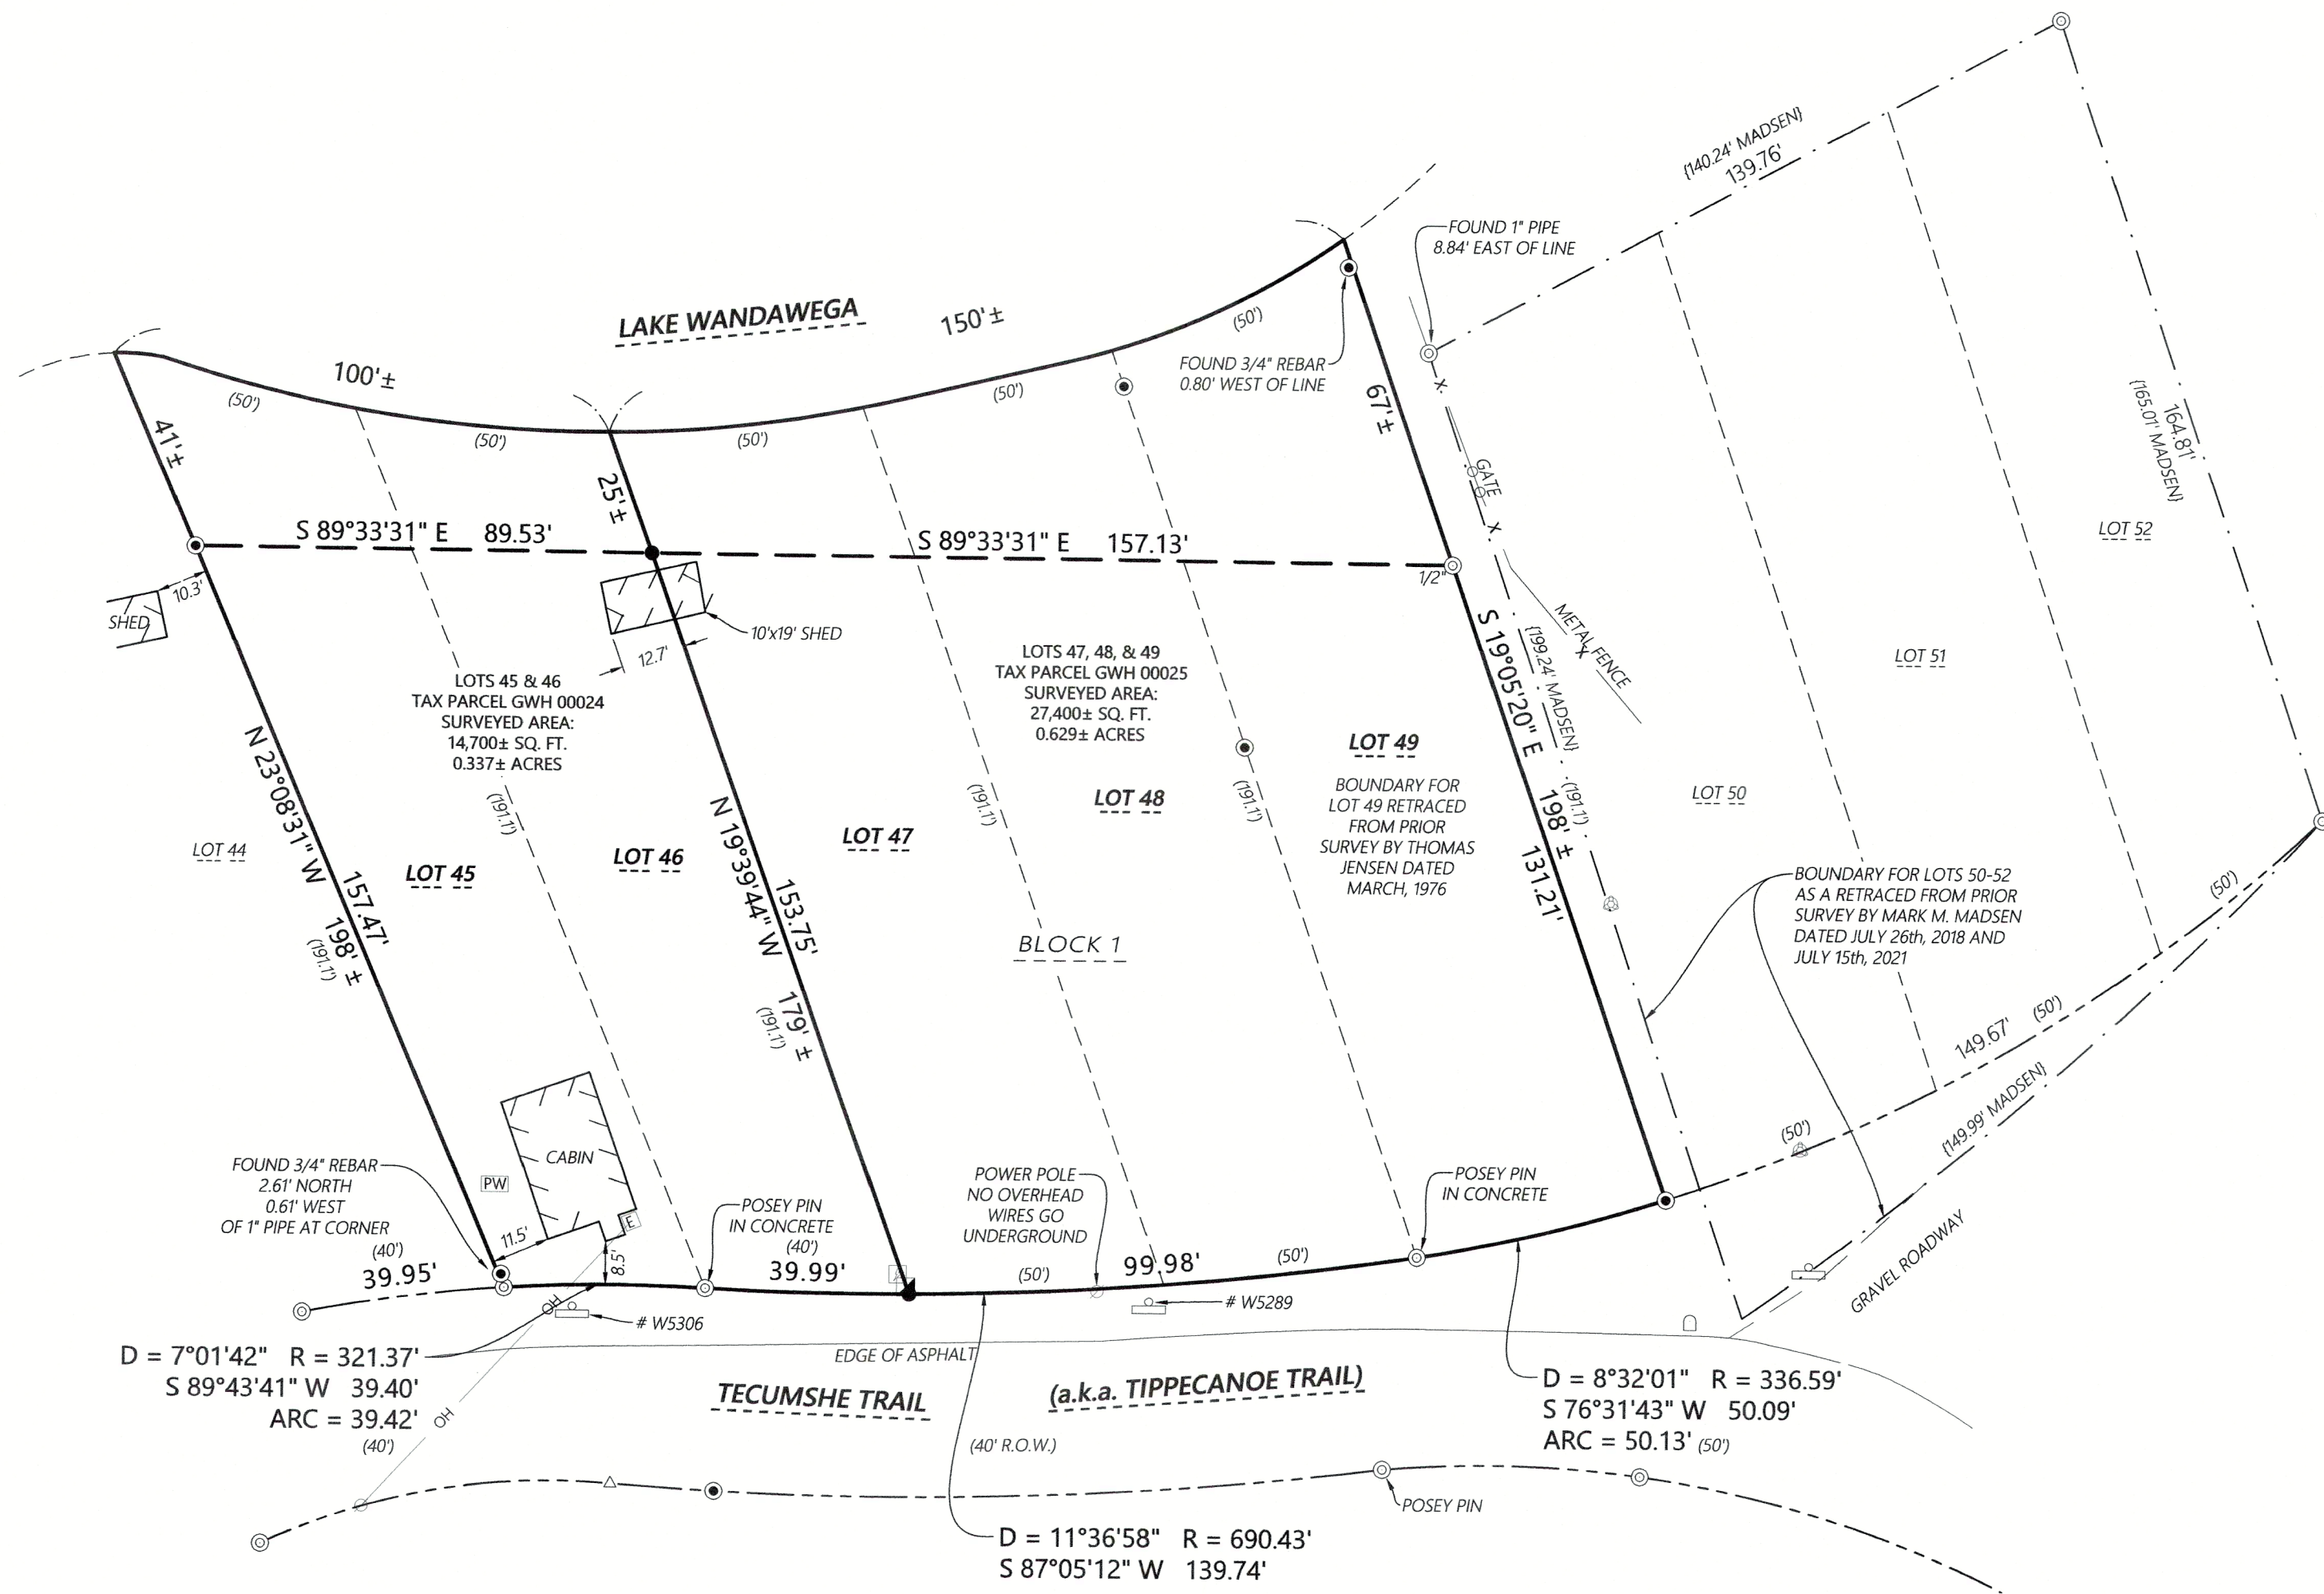 {140.24' MADSEN}
139.76'
FOUND 1" PIPE
8.84' EAST OF LINE
LAKE WANDAWEGA
150'±
(50')
FOUND 3/4" REBAR
0.80' WEST OF LINE
100'±
(50')
(50')
(50')
(50')
41'±
25'±
67'±
GATE
X
X
{165.01' MADSEN}
164.81'
LOT 52
S 89°33'31" E 89.53'
S 89°33'31" E 157.13'
1/2"
10.3'
SHED
10'x19' SHED
12.7'
METAL FENCE
X
LOTS 45 & 46
TAX PARCEL GWH 00024
SURVEYED AREA:
14,700± SQ. FT.
0.337± ACRES
LOTS 47, 48, & 49
TAX PARCEL GWH 00025
SURVEYED AREA:
27,400± SQ. FT.
0.629± ACRES
S 19°05'20" E
{199.24' MADSEN}
198' ±
(191.1')
131.21'
LOT 51
LOT 49
BOUNDARY FOR
LOT 49 RETRACED
FROM PRIOR
SURVEY BY THOMAS
JENSEN DATED
MARCH, 1976
LOT 50
LOT 48
LOT 47
LOT 46
LOT 45
LOT 44
N 23°08'31" W
157.47'
198' ±
(191.1')
(191.1')
N 19°39'44" W
153.75'
179' ±
(191.1')
(191.1')
(191.1')
BLOCK 1
BOUNDARY FOR LOTS 50-52
AS A RETRACED FROM PRIOR
SURVEY BY MARK M. MADSEN
DATED JULY 26th, 2018 AND
JULY 15th, 2021
(50')
(50')
149.67'
{149.99' MADSEN}
(50')
GRAVEL ROADWAY
FOUND 3/4" REBAR
2.61' NORTH
0.61' WEST
OF 1" PIPE AT CORNER
PW
CABIN
E
11.5'
8.5'
POSEY PIN
IN CONCRETE
(40')
39.99'
(40')
39.95'
POWER POLE
NO OVERHEAD
WIRES GO
UNDERGROUND
POSEY PIN
IN CONCRETE
(50')
99.98'
(50')
OH
# W5306
# W5289
EDGE OF ASPHALT
TECUMSHE TRAIL
(a.k.a. TIPPECANOE TRAIL)
(40' R.O.W.)
D = 7°01'42" R = 321.37'
S 89°43'41" W 39.40'
ARC = 39.42'
(40')
OH
D = 8°32'01" R = 336.59'
S 76°31'43" W 50.09'
ARC = 50.13' (50')
POSEY PIN
D = 11°36'58" R = 690.43'
S 87°05'12" W 139.74'